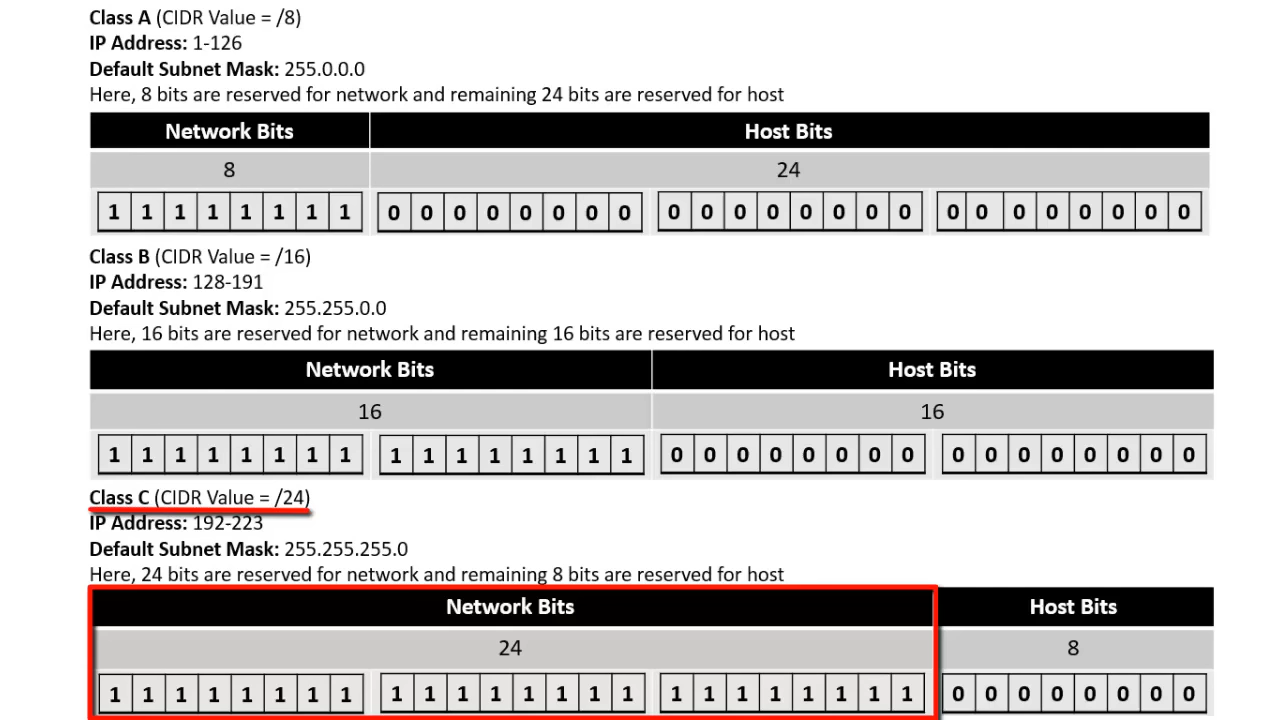 Class A (CIDR Value = /8)
IP Address: 1-126
Default Subnet Mask: 255.0.0.0
Here, 8 bits are reserved for network and remaining 24 bits are reserved for host
Network Bits Host Bits
8 24
1 1 1 1 1 1 1 1 0 0 0 0 0 0 0 0 0 0 0 0 0 0 0 0 0 0 0 0 0 0 0 0
Class B (CIDR Value = /16)
IP Address: 128-191
Default Subnet Mask: 255.255.0.0
Here, 16 bits are reserved for network and remaining 16 bits are reserved for host
Network Bits Host Bits
16 16
1 1 1 1 1 1 1 1 1 1 1 1 1 1 1 1 0 0 0 0 0 0 0 0 0 0 0 0 0 0 0 0
Class C (CIDR Value = /24)
IP Address: 192-223
Default Subnet Mask: 255.255.255.0
Here, 24 bits are reserved for network and remaining 8 bits are reserved for host
Network Bits Host Bits
24 8
1 1 1 1 1 1 1 1 1 1 1 1 1 1 1 1 1 1 1 1 1 1 1 1 0 0 0 0 0 0 0 0